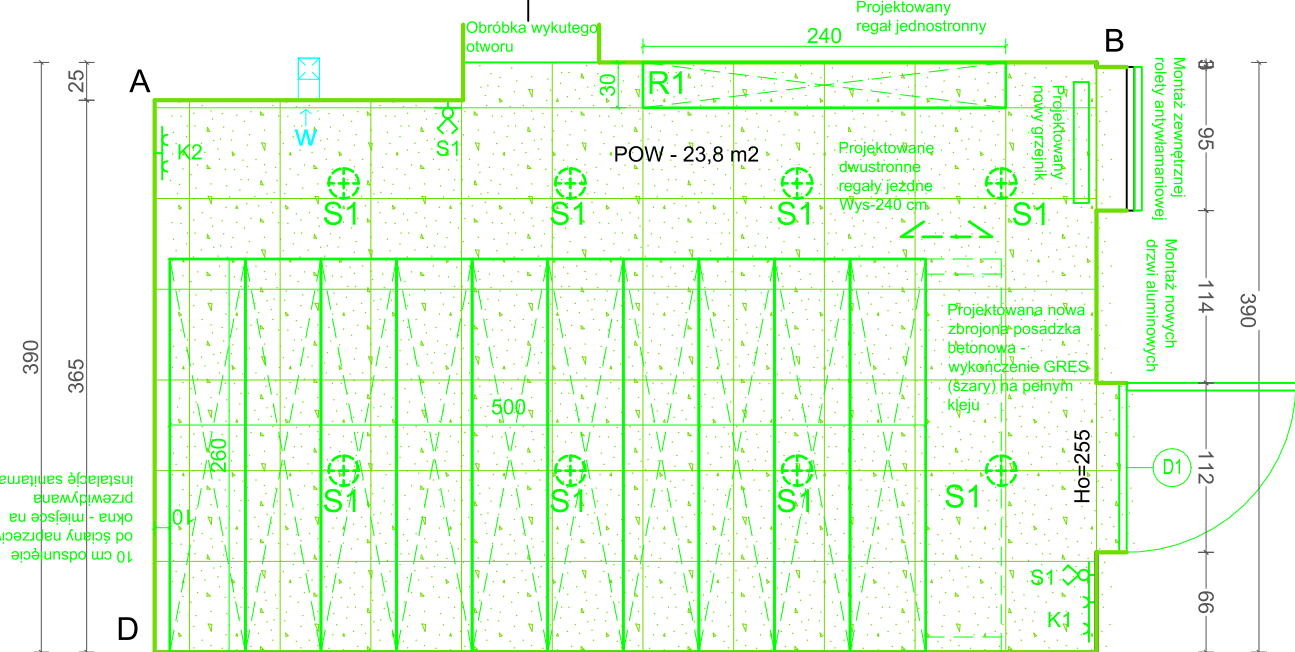 Projektowany
regał jednostronny
Obróbka wykutego
otworu
240
B
A
25
30
R1
9
Montaż zewnętrznej
rolety antywłamaniowej
Projektowany
nowy grzejnik
95
W
K2
S1
POW - 23,8 m2
Projektowane
dwustronne
regały jezdne
Wys-240 cm
S1
S1
S1
S1
Montaż nowych
drzwi aluminiowych
114
390
Projektowana nowa
zbrojona posadzka
betonowa -
wykończenie GRES
(szary) na pełnym
kleju
390
365
500
260
Ho=255
D1
112
S1
S1
S1
S1
10
10 cm odsunięcie
od ściany naprzeciw
okna - miejsce na
przewidywana
instalację sanitarną
S1
K1
66
D